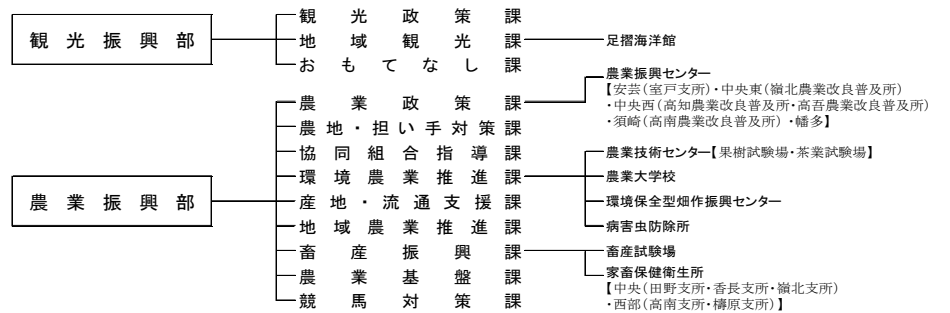 観光振興部
観光政策課
地域観光課
足摺海洋館
おもてなし課
農業振興部
農業政策課
農業振興センター
【安芸(室戸支所)・中央東(嶺北農業改良普及所)
・中央西(高知農業改良普及所・高吾農業改良普及所)
・須崎(高南農業改良普及所)・幡多】
農地・担い手対策課
協同組合指導課
環境農業推進課
農業技術センター【果樹試験場・茶業試験場】
農業大学校
環境保全型畑作振興センター
病害虫防除所
産地・流通支援課
地域農業推進課
畜産振興課
畜産試験場
家畜保健衛生所
【中央(田野支所・香長支所・嶺北支所)
・西部(高南支所・檮原支所)】
農業基盤課
競馬対策課